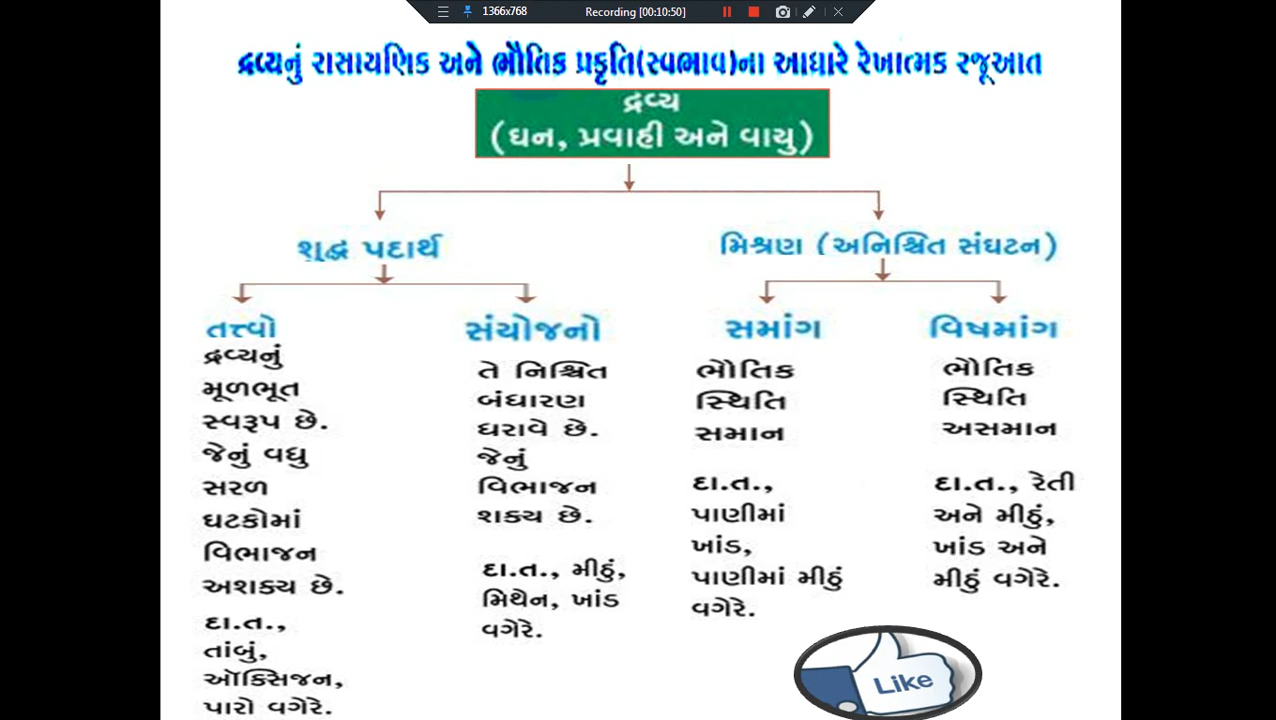 1366x768
Recording [00:10:50]
દ્રવ્યનું રાસાયણિક અને ભૌતિક પ્રકૃતિ(સ્વભાવ)ના આધારે રેખાત્મક રજૂઆત
દ્રવ્ય
(ઘન, પ્રવાહી અને વાયુ)
શુદ્ધ પદાર્થ
મિશ્રણ (અનિશ્ચિત સંઘટન)
તત્ત્વો
દ્રવ્યનું
મૂળભૂત
સ્વરૂપ છે.
જેનું વધુ
સરળ
ઘટકોમાં
વિભાજન
અશક્ય છે.
દા.ત.,
તાંબું,
ઑક્સિજન,
પારો વગેરે.
સંયોજનો
તે નિશ્ચિત
બંધારણ
ધરાવે છે.
જેનું
વિભાજન
શક્ય છે.
દા.ત., મીઠું,
મિથેન, ખાંડ
વગેરે.
સમાંગ
ભૌતિક
સ્થિતિ
સમાન
દા.ત.,
પાણીમાં
ખાંડ,
પાણીમાં મીઠું
વગેરે.
વિષમાંગ
ભૌતિક
સ્થિતિ
અસમાન
દા.ત., રેતી
અને મીઠું,
ખાંડ અને
મીઠું વગેરે.
Like